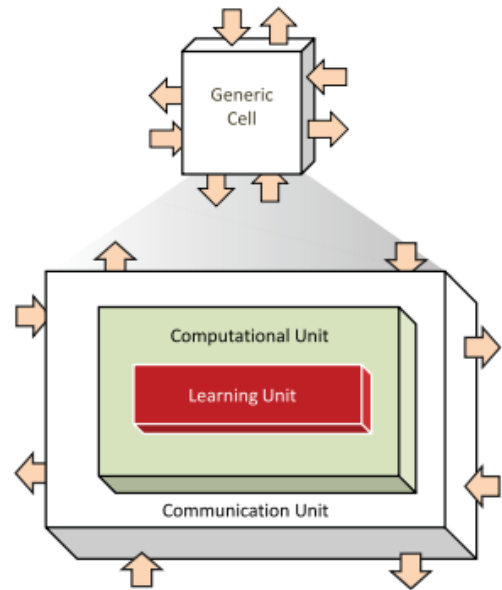 Generic
Cell
Computational Unit
Learning Unit
Communication Unit